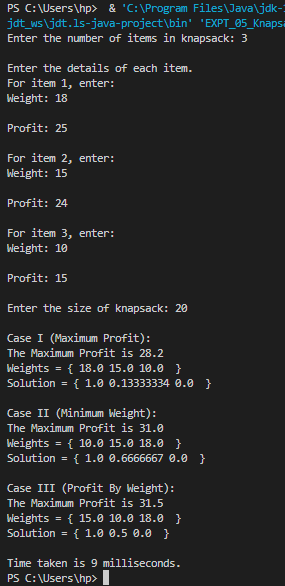 PS C:\Users\hp>  & 'C:\Program Files\Java\jdk-
jdt_ws\jdt.ls-java-project\bin' 'EXPT_05_Knaps
Enter the number of items in knapsack: 3
Enter the details of each item.
For item 1, enter:
Weight: 18
Profit: 25
For item 2, enter:
Weight: 15
Profit: 24
For item 3, enter:
Weight: 10
Profit: 15
Enter the size of knapsack: 20
Case I (Maximum Profit):
The Maximum Profit is 28.2
Weights = { 18.0 15.0 10.0  }
Solution = { 1.0 0.13333334 0.0  }
Case II (Minimum Weight):
The Maximum Profit is 31.0
Weights = { 10.0 15.0 18.0  }
Solution = { 1.0 0.6666667 0.0  }
Case III (Profit By Weight):
The Maximum Profit is 31.5
Weights = { 15.0 10.0 18.0  }
Solution = { 1.0 0.5 0.0  }
Time taken is 9 milliseconds.
PS C:\Users\hp>